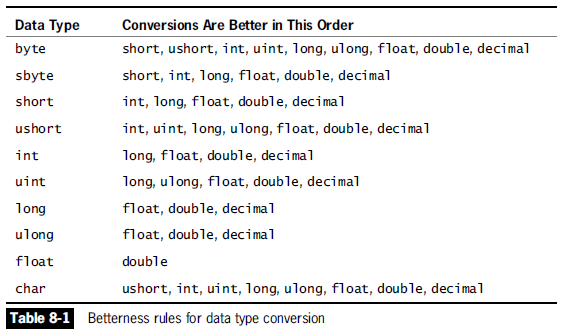 Data Type Conversions Are Better in This Order
byte short, ushort, int, uint, long, ulong, float, double, decimal
sbyte short, int, long, float, double, decimal
short int, long, float, double, decimal
ushort int, uint, long, ulong, float, double, decimal
int long, float, double, decimal
uint long, ulong, float, double, decimal
long float, double, decimal
ulong float, double, decimal
float double
char ushort, int, uint, long, ulong, float, double, decimal
Table 8-1 Betterness rules for data type conversion